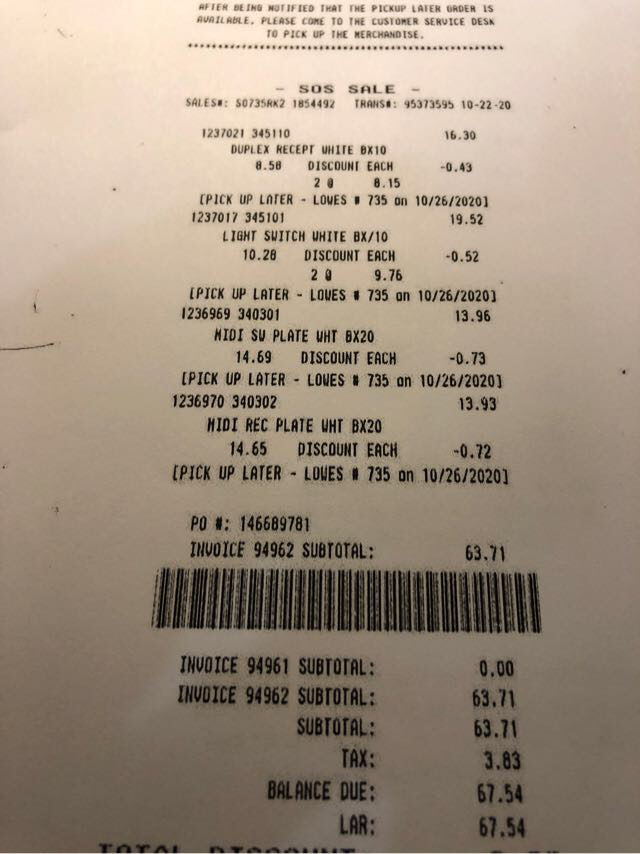 AFTER BEING NOTIFIED THAT THE PICKUP LATER ORDER IS
AVAILABLE. PLEASE COME TO THE CUSTOMER SERVICE DESK
TO PICK UP THE MERCHANDISE.
- SOS SALE -
SALES#: S0735RK2 1854492 TRANS#: 95373595 10-22-20
1237021 345110 16.30
DUPLEX RECEPT WHITE BX10
8.58 DISCOUNT EACH -0.43
2 @ 8.15
[PICK UP LATER - LOWES # 735 on 10/26/2020]
1237017 345101 19.52
LIGHT SWITCH WHITE BX/10
10.28 DISCOUNT EACH -0.52
2 @ 9.76
[PICK UP LATER - LOWES # 735 on 10/26/2020]
1236969 340301 13.96
MIDI SW PLATE WHT BX20
14.69 DISCOUNT EACH -0.73
[PICK UP LATER - LOWES # 735 on 10/26/2020]
1236970 340302 13.93
MIDI REC PLATE WHT BX20
14.65 DISCOUNT EACH -0.72
[PICK UP LATER - LOWES # 735 on 10/26/2020]
PO #: 146689781
INVOICE 94962 SUBTOTAL: 63.71
INVOICE 94961 SUBTOTAL: 0.00
INVOICE 94962 SUBTOTAL: 63.71
SUBTOTAL: 63.71
TAX: 3.83
BALANCE DUE: 67.54
LAR: 67.54
TOTAL DISCOUNT